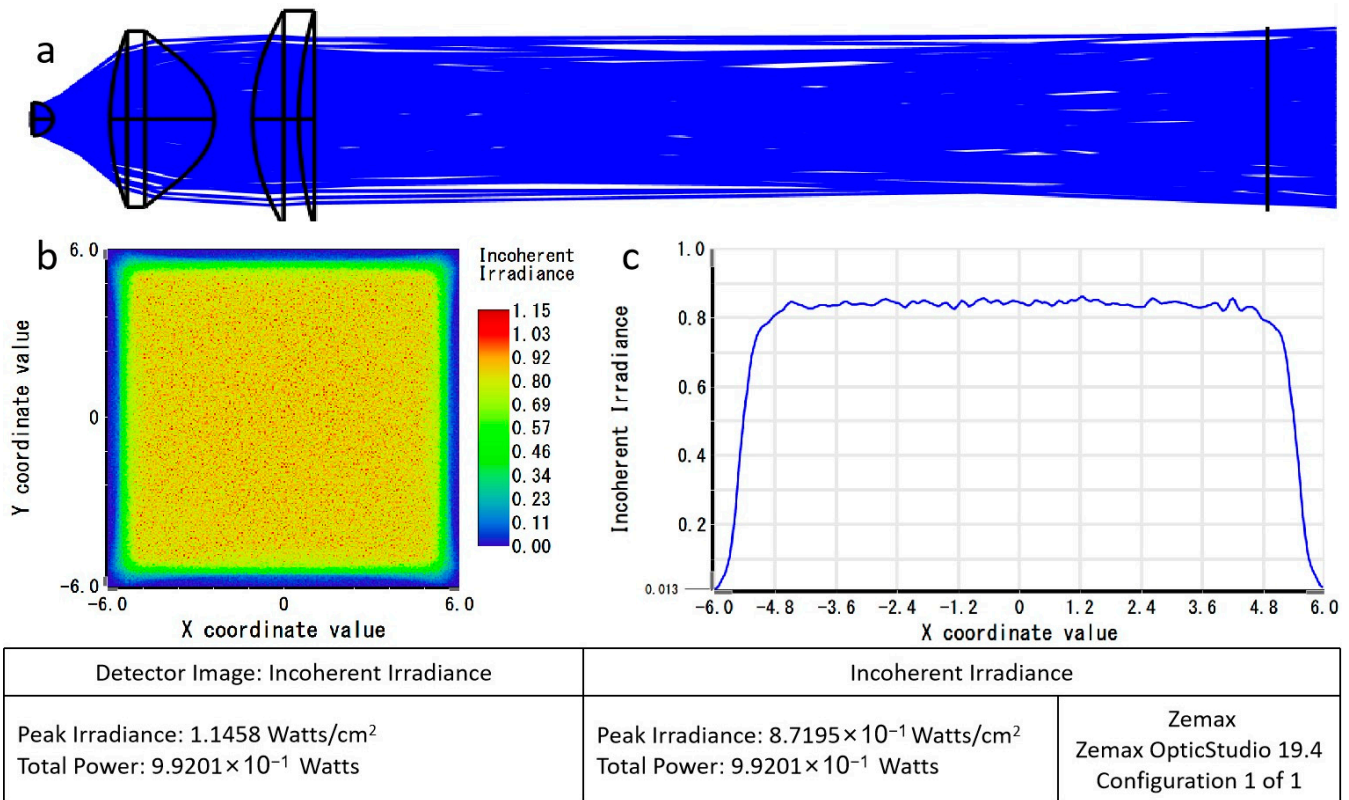 a
b
6.0
0
-6.0
Y coordinate value
-6.0 0 6.0
X coordinate value
Incoherent
Irradiance
1.15
1.03
0.92
0.80
0.69
0.57
0.46
0.34
0.23
0.11
0.00
c
1.0
0.8
0.6
0.4
0.2
0.013
Incoherent Irradiance
-6.0 -4.8 -3.6 -2.4 -1.2 0 1.2 2.4 3.6 4.8 6.0
X coordinate value
Detector Image: Incoherent Irradiance
Incoherent Irradiance
Peak Irradiance: 1.1458 Watts/cm²
Total Power: 9.9201×10⁻¹ Watts
Peak Irradiance: 8.7195×10⁻¹ Watts/cm²
Total Power: 9.9201×10⁻¹ Watts
Zemax
Zemax OpticStudio 19.4
Configuration 1 of 1